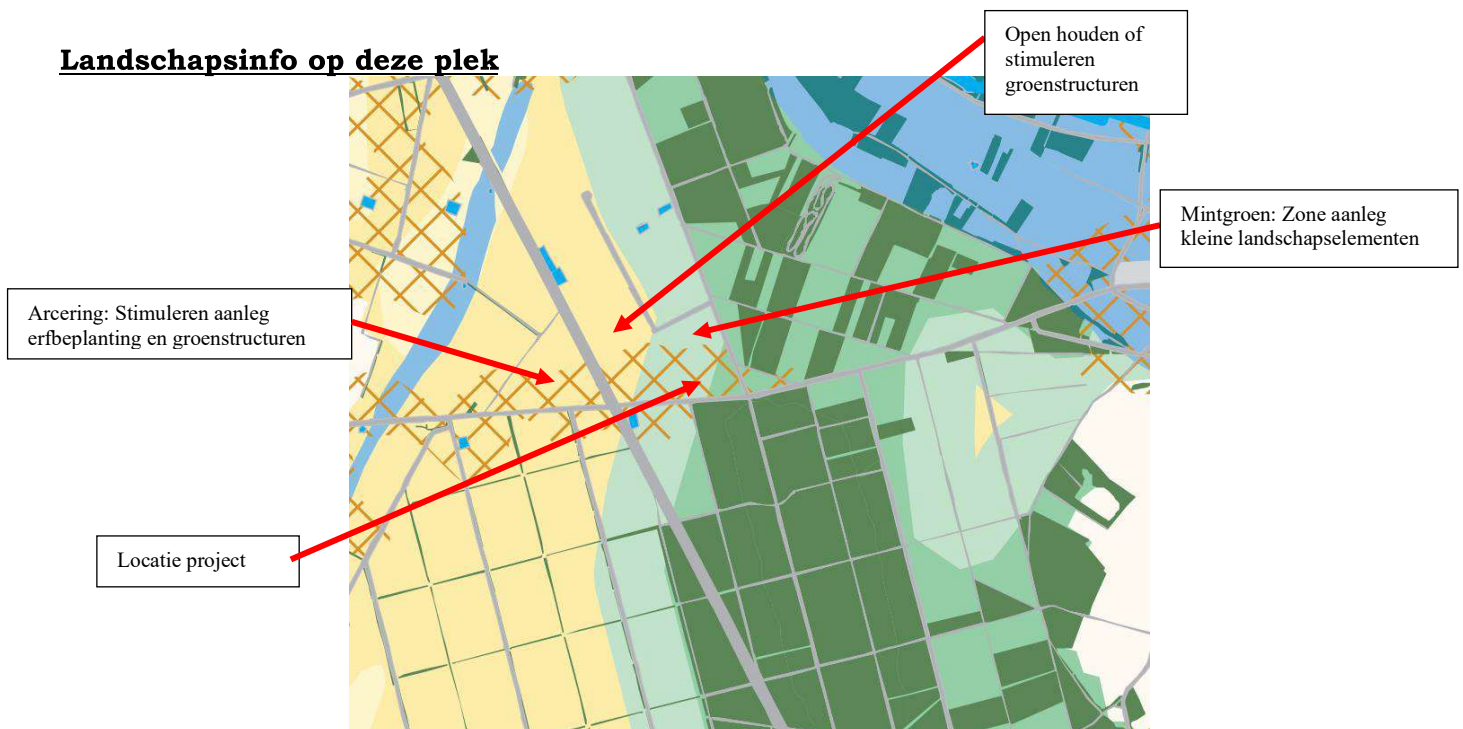 Landschapsinfo op deze plek
Open houden of
stimuleren
groenstructuren
Mintgroen: Zone aanleg
kleine landschapselementen
Arcering: Stimuleren aanleg
erfbeplanting en groenstructuren
Locatie project